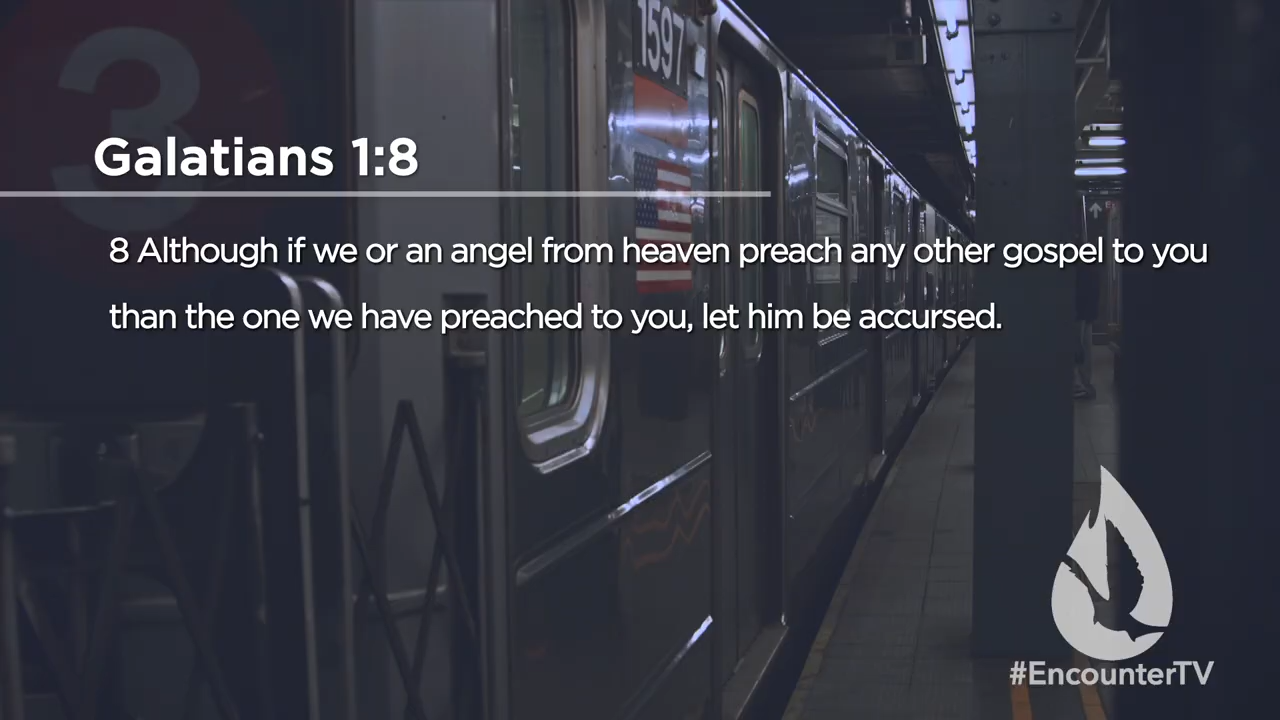 3
1597
Galatians 1:8
8 Although if we or an angel from heaven preach any other gospel to you
than the one we have preached to you, let him be accursed.
#EncounterTV